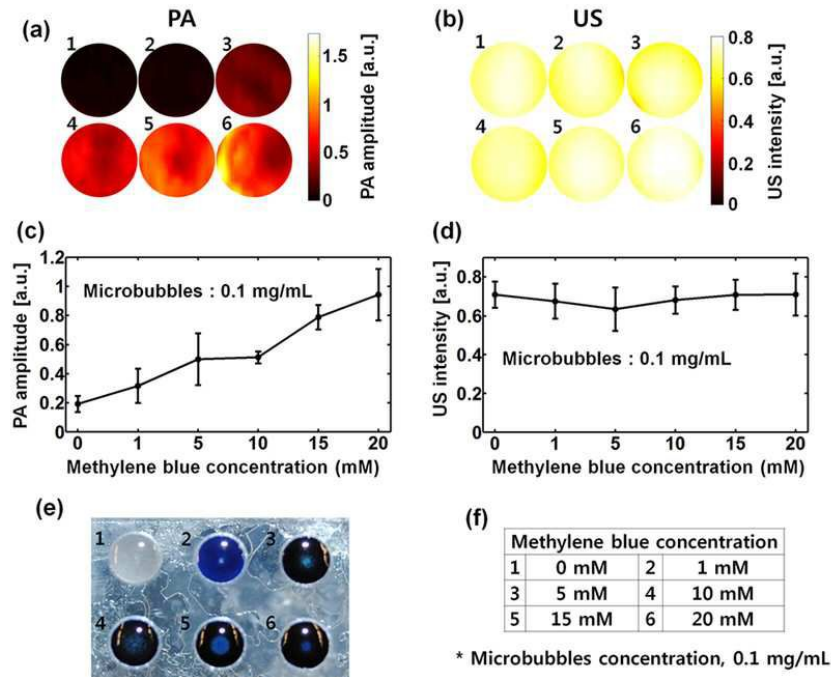 PA
US
(a)
1
2
3
4
5
6
1.5
1
0.5
0
PA amplitude [a.u.]
(b)
1
2
3
4
5
6
0.8
0.6
0.4
0.2
0
US intensity [a.u.]
(c)
1.2
1
0.8
0.6
0.4
0.2
0
PA amplitude [a.u.]
Microbubbles : 0.1 mg/mL
0 1 5 10 15 20
Methylene blue concentration (mM)
(d)
0.8
0.6
0.4
0.2
0
US intensity [a.u.]
Microbubbles : 0.1 mg/mL
0 1 5 10 15 20
Methylene blue concentration (mM)
(e)
1
2
3
4
5
6
(f)
Methylene blue concentration
1 0 mM 2 1 mM
3 5 mM 4 10 mM
5 15 mM 6 20 mM
* Microbubbles concentration, 0.1 mg/mL